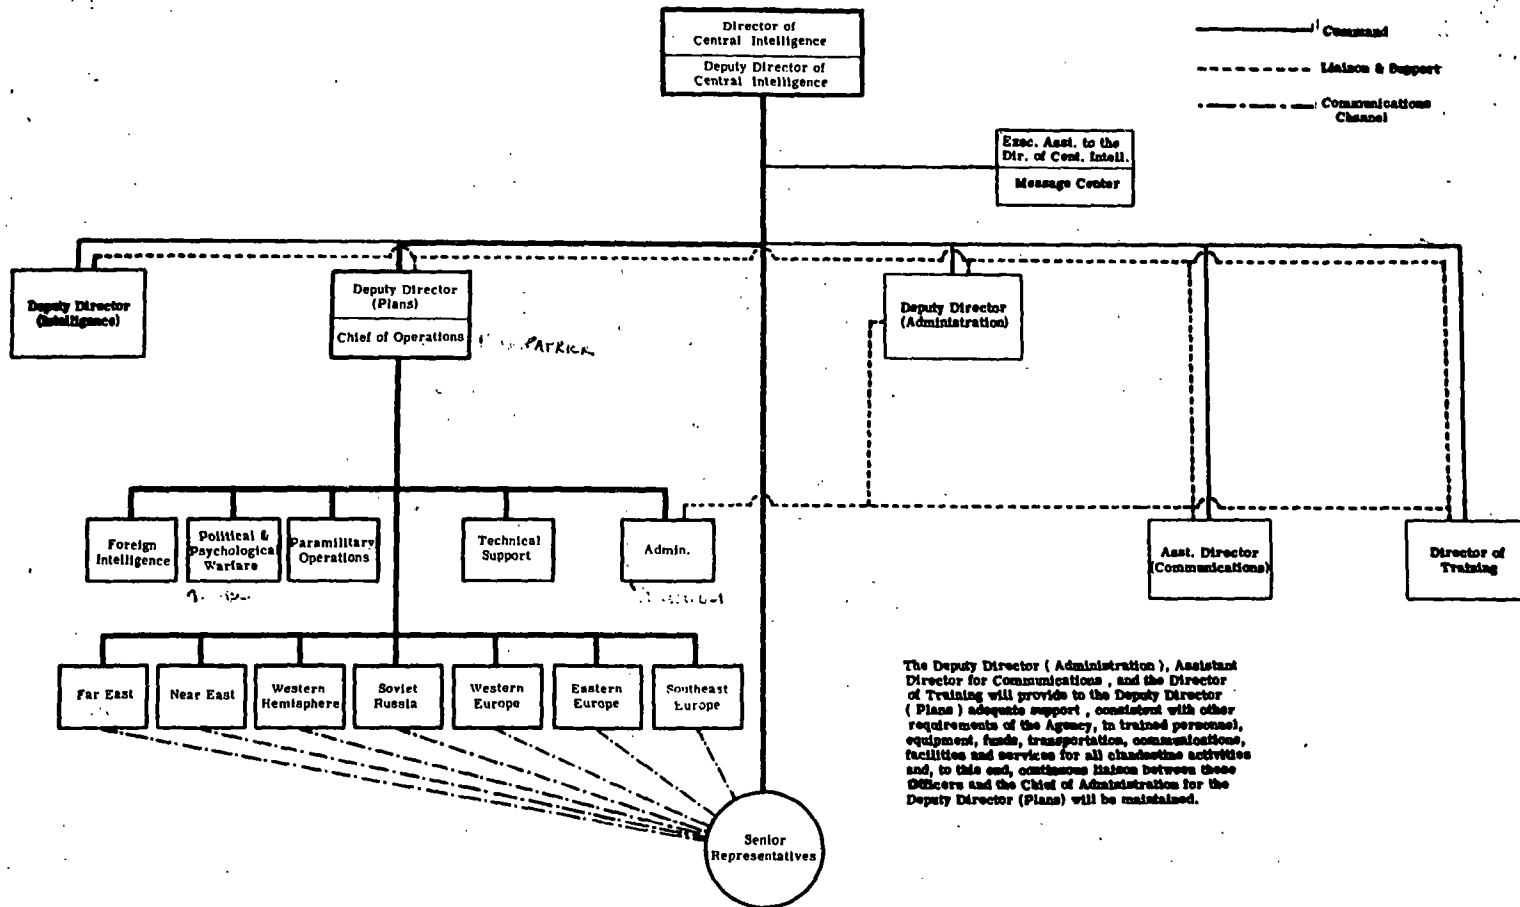 Director of
Central Intelligence
Deputy Director of
Central Intelligence
Command
Liaison & Support
Communications
Channel
Exec. Asst. to the
Dir. of Cent. Intell.
Message Center
Deputy Director
(Intelligence)
Deputy Director
(Plans)
Chief of Operations
PATRICK
Deputy Director
(Administration)
Foreign
Intelligence
Political &
Psychological
Warfare
Paramilitary
Operations
Technical
Support
Admin.
Asst. Director
(Communications)
Director of
Training
Far East
Near East
Western
Hemisphere
Soviet
Russia
Western
Europe
Eastern
Europe
Southeast
Europe
The Deputy Director ( Administration ), Assistant
Director for Communications , and the Director
of Training will provide to the Deputy Director
( Plans ) adequate support , consistent with other
requirements of the Agency, in trained personnel,
equipment, funds, transportation, communications,
facilities and services for all clandestine activities
and, to this end, continuous liaison between these
Officers and the Chief of Administration for the
Deputy Director (Plans) will be maintained.
Senior
Representatives